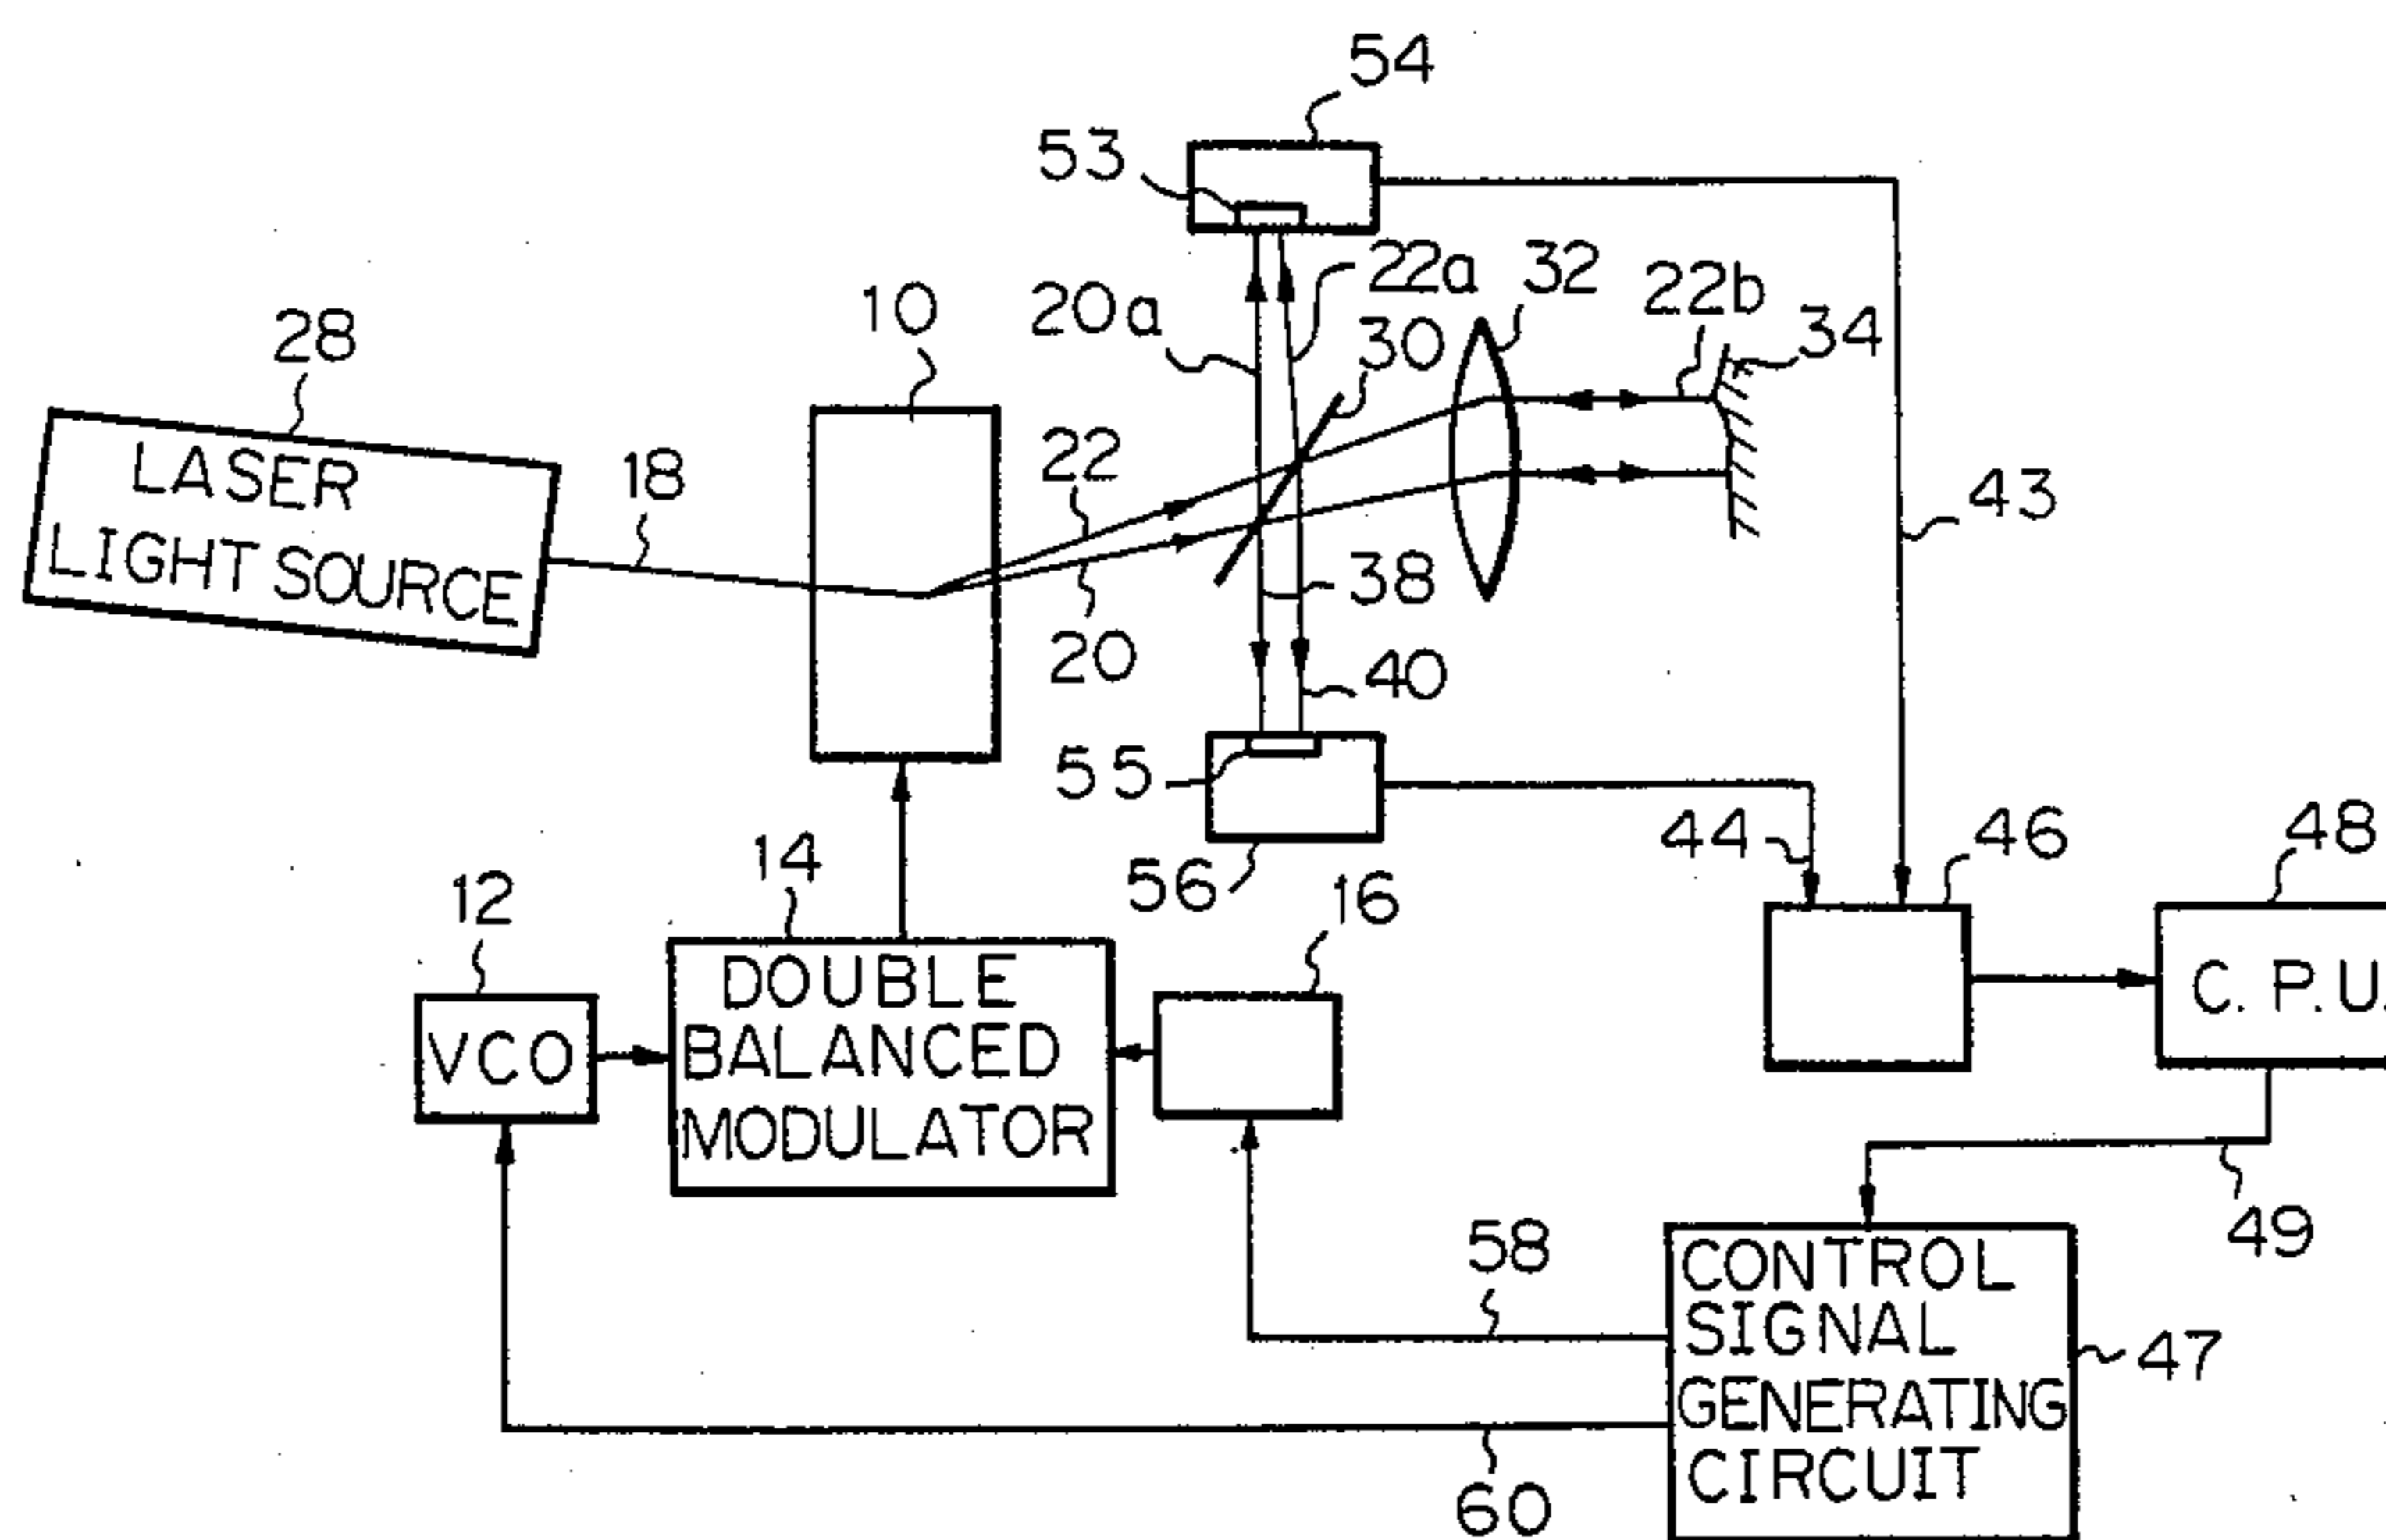 54
53
22a
32
22b
34
10
20a
30
28
LASER
LIGHT SOURCE
18
22
43
38
20
40
55
56
44
46
48
14
16
12
DOUBLE
BALANCED
MODULATOR
VCO
C. P. U.
49
58
CONTROL
SIGNAL
GENERATING
CIRCUIT
47
60